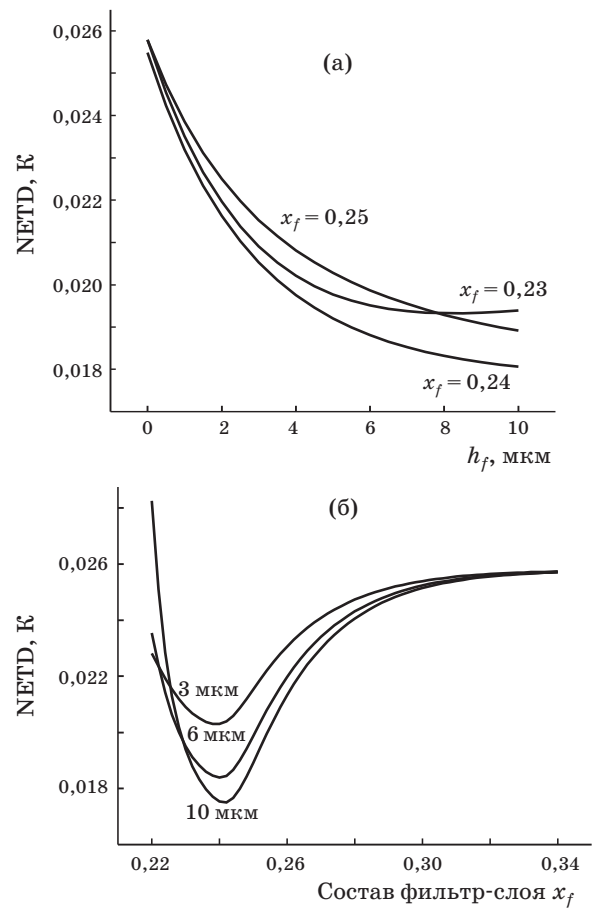 0,026
(а)
0,024
NETD, К
0,022
x_f = 0,25
0,020
x_f = 0,23
0,018
x_f = 0,24
0 2 4 6 8 10
h_f, мкм
(б)
0,026
NETD, К
0,022
3 мкм
6 мкм
0,018
10 мкм
0,22 0,26 0,30 0,34
Состав фильтр-слоя x_f